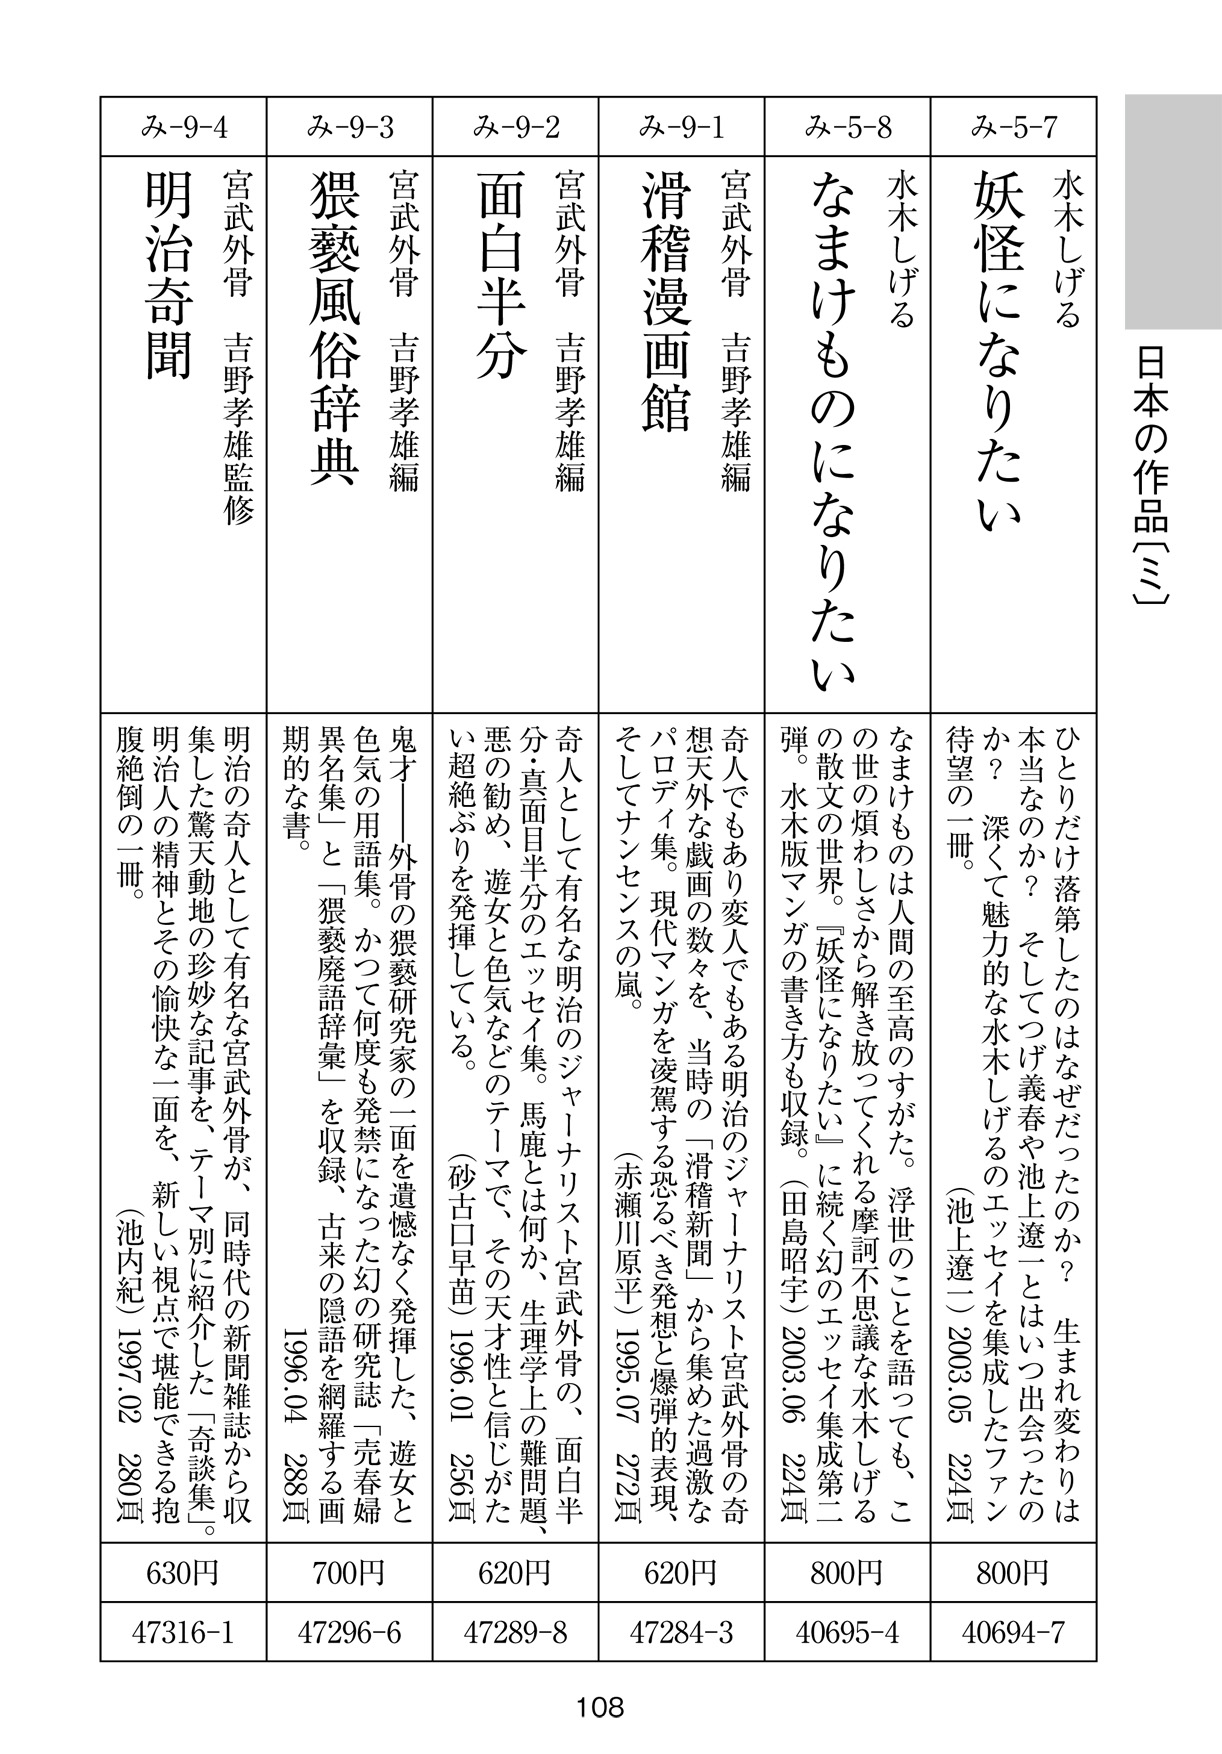 日本の作品〔ミ〕
み-5-7
水木しげる
妖怪になりたい
ひとりだけ落第したのはなぜだったのか？　生まれ変わりは
本当なのか？　そしてつげ義春や池上遼一とはいつ出会ったの
か？　深くて魅力的な水木しげるのエッセイを集成したファン
待望の一冊。　（池上遼一）2003.05　224頁
800円
40694-7
み-5-8
水木しげる
なまけものになりたい
なまけものは人間の至高のすがた。浮世のことを語っても、こ
の世の煩わしさから解き放ってくれる摩訶不思議な水木しげる
の散文の世界。『妖怪になりたい』に続く幻のエッセイ集成第二
弾。水木版マンガの書き方も収録。（田島昭宇）2003.06　224頁
800円
40695-4
み-9-1
宮武外骨　吉野孝雄編
滑稽漫画館
奇人でもあり変人でもある明治のジャーナリスト宮武外骨の奇
想天外な戯画の数々を、当時の「滑稽新聞」から集めた過激な
パロディ集。現代マンガを凌駕する恐るべき発想と爆弾的表現、
そしてナンセンスの嵐。　（赤瀬川原平）1995.07　272頁
620円
47284-3
み-9-2
宮武外骨　吉野孝雄編
面白半分
奇人として有名な明治のジャーナリスト宮武外骨の、面白半
分・真面目半分のエッセイ集。馬鹿とは何か、生理学上の難問題、
悪の勧め、遊女と色気などのテーマで、その天才性と信じがた
い超絶ぶりを発揮している。　（砂古口早苗）1996.01　256頁
620円
47289-8
み-9-3
宮武外骨　吉野孝雄編
猥褻風俗辞典
鬼才――外骨の猥褻研究家の一面を遺憾なく発揮した、遊女と
色気の用語集。かつて何度も発禁になった幻の研究誌「売春婦
異名集」と「猥褻廃語辞彙」を収録、古来の隠語を網羅する画
期的な書。　1996.04　288頁
700円
47296-6
み-9-4
宮武外骨　吉野孝雄監修
明治奇聞
明治の奇人として有名な宮武外骨が、同時代の新聞雑誌から収
集した驚天動地の珍妙な記事を、テーマ別に紹介した「奇談集」。
明治人の精神とその愉快な一面を、新しい視点で堪能できる抱
腹絶倒の一冊。　（池内紀）1997.02　280頁
630円
47316-1
108